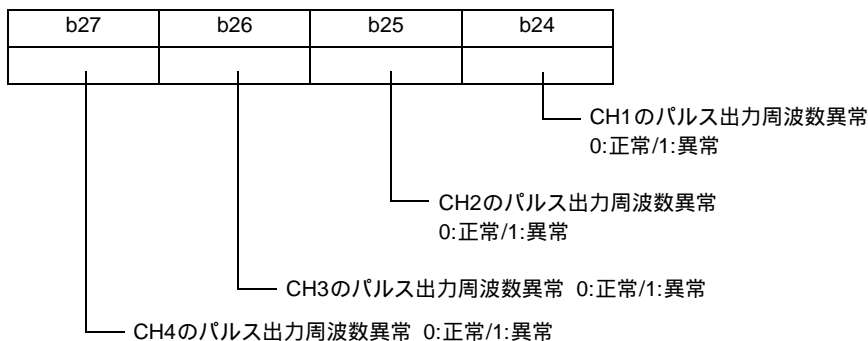 b27 b26 b25 b24
CH1のパルス出力周波数異常
0:正常/1:異常
CH2のパルス出力周波数異常
0:正常/1:異常
CH3のパルス出力周波数異常 0:正常/1:異常
CH4のパルス出力周波数異常 0:正常/1:異常